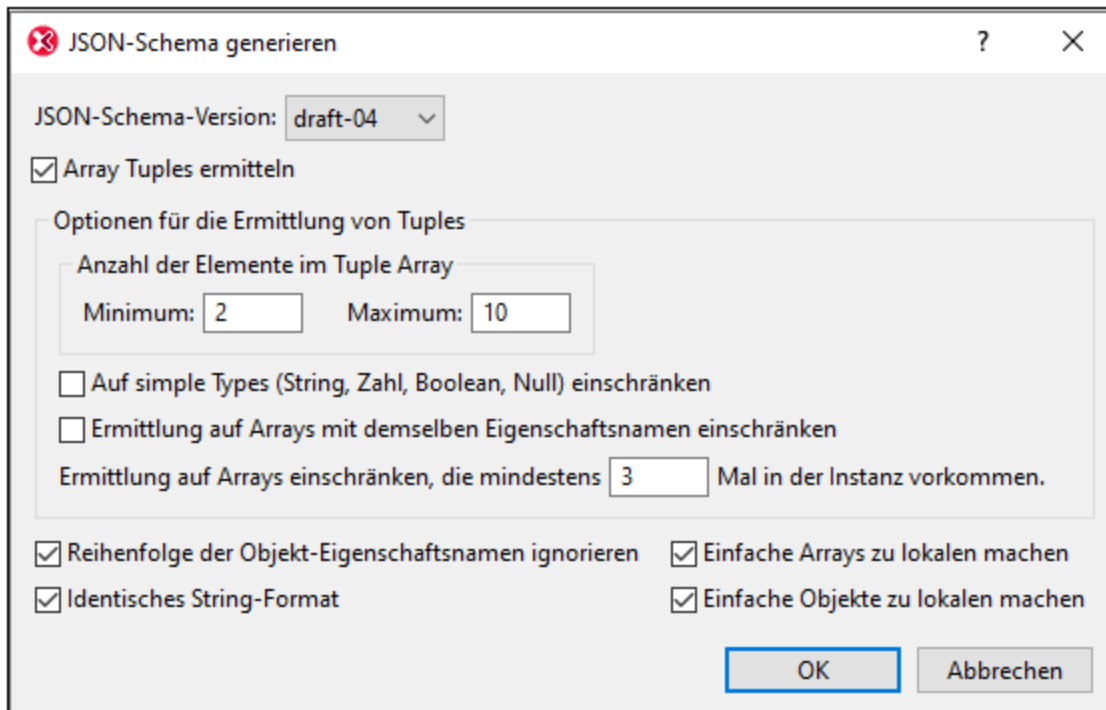 JSON-Schema generieren
JSON-Schema-Version: draft-04
Array Tuples ermitteln
Optionen für die Ermittlung von Tuples
Anzahl der Elemente im Tuple Array
Minimum: 2 Maximum: 10
Auf simple Types (String, Zahl, Boolean, Null) einschränken
Ermittlung auf Arrays mit demselben Eigenschaftsnamen einschränken
Ermittlung auf Arrays einschränken, die mindestens 3 Mal in der Instanz vorkommen.
Reihenfolge der Objekt-Eigenschaftsnamen ignorieren Einfache Arrays zu lokalen machen
Identisches String-Format Einfache Objekte zu lokalen machen
OK Abbrechen